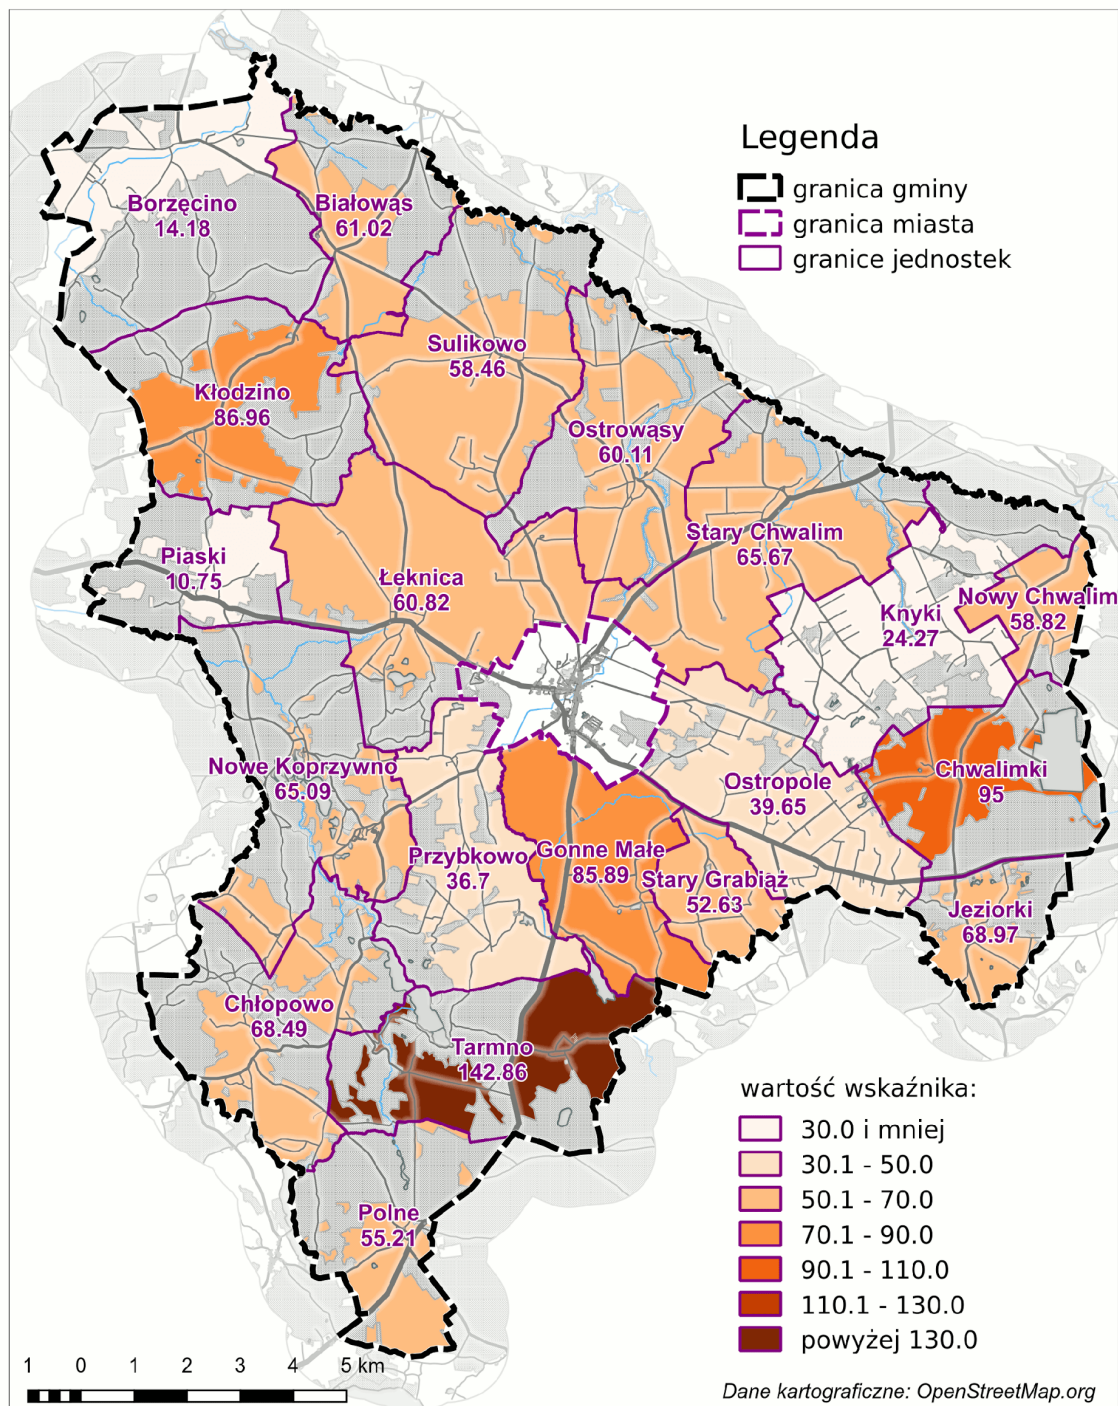 Legenda
granica gminy
granica miasta
granice jednostek
Borzęcino
14.18
Białowąs
61.02
Sulikowo
58.46
Kłodzino
86.96
Ostrowąsy
60.11
Stary Chwalim
65.67
Piaski
10.75
Łeknica
60.82
Knyki
24.27
Nowy Chwalim
58.82
Nowe Koprzywno
65.09
Ostropole
39.65
Chwalimki
95
Przybkowo
36.7
Gonne Małe
85.89
Stary Grabiąż
52.63
Jeziorki
68.97
Chłopowo
68.49
Tarmno
142.86
Polne
55.21
wartość wskaźnika:
30.0 i mniej
30.1 - 50.0
50.1 - 70.0
70.1 - 90.0
90.1 - 110.0
110.1 - 130.0
powyżej 130.0
1 0 1 2 3 4 5 km
Dane kartograficzne: OpenStreetMap.org